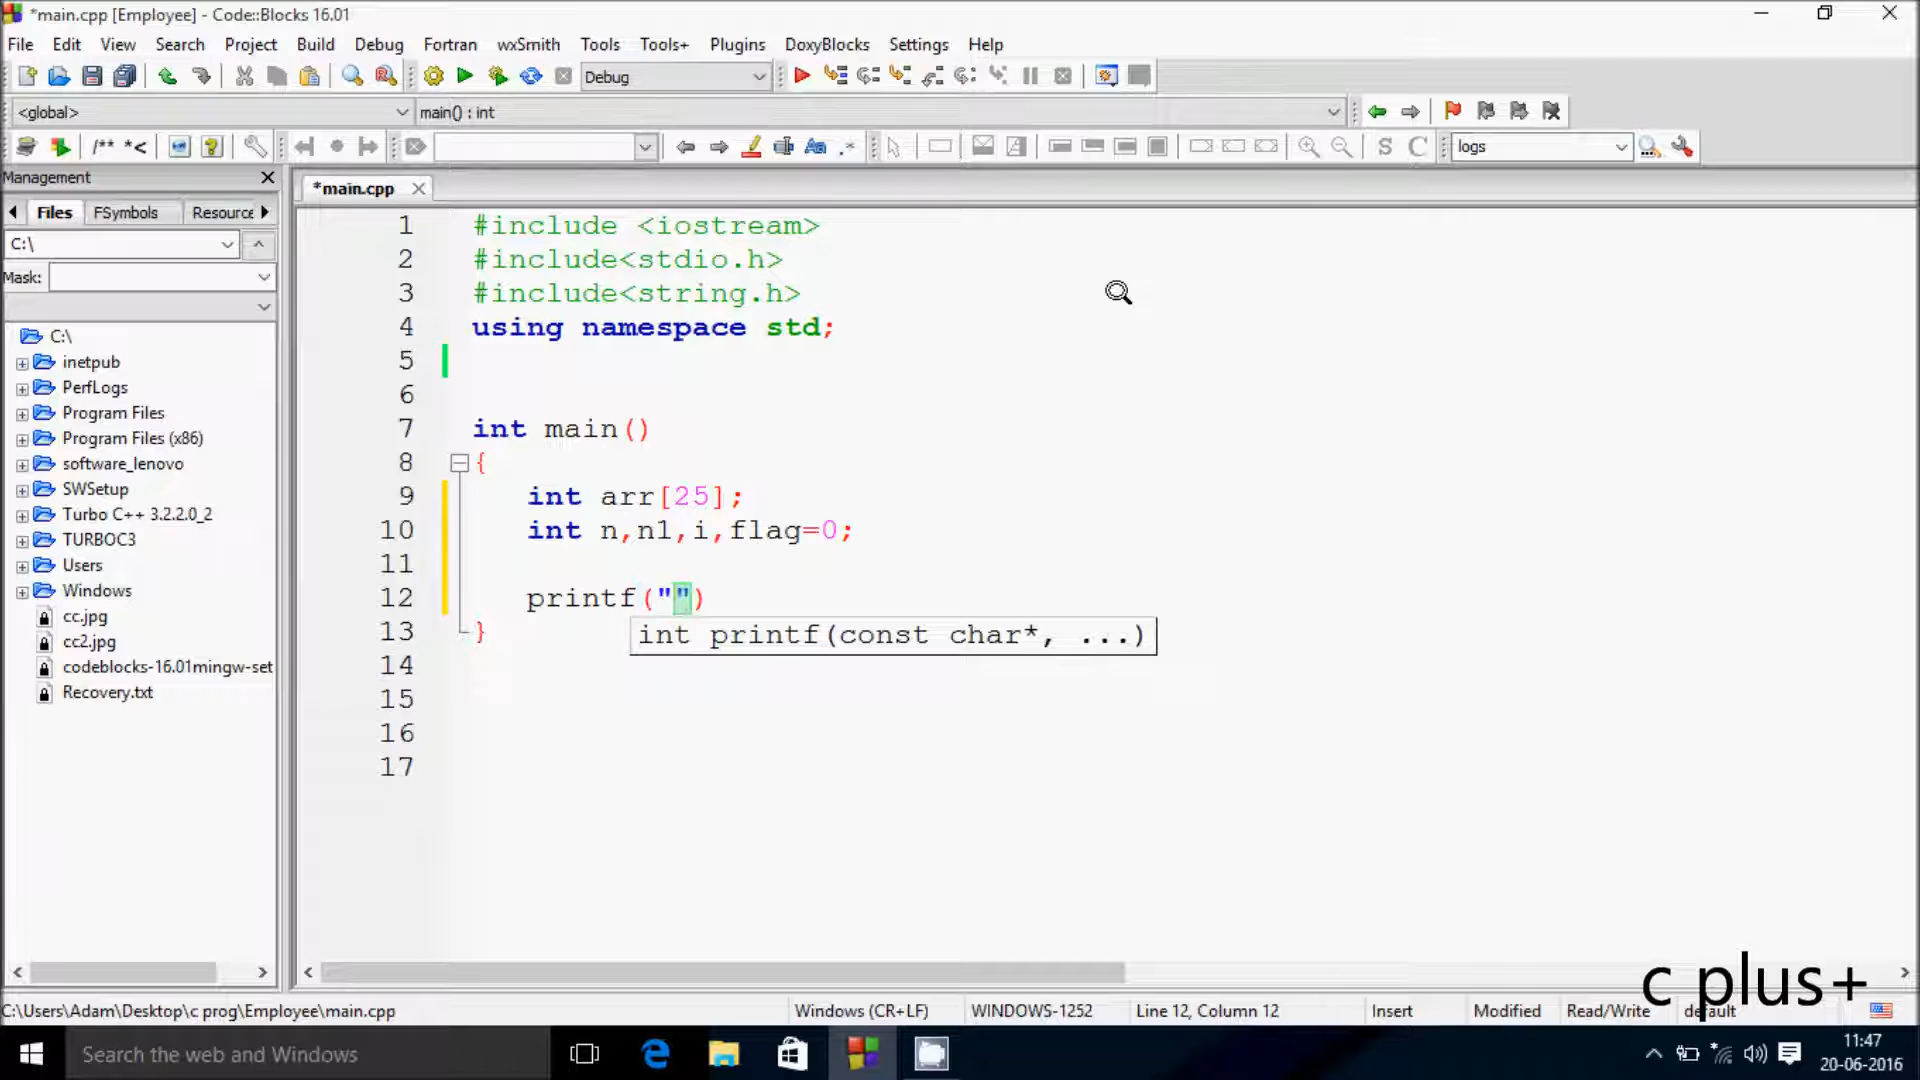 *main.cpp [Employee] - Code::Blocks 16.01
File Edit View Search Project Build Debug Fortran wxSmith Tools Tools+ Plugins DoxyBlocks Settings Help
Debug
<global> main() : int
/** *< Aa .* S C logs
Management
Files FSymbols Resource
*main.cpp
C:\
Mask:
C:\
inetpub
PerfLogs
Program Files
Program Files (x86)
software_lenovo
SWSetup
Turbo C++ 3.2.2.0_2
TURBOC3
Users
Windows
cc.jpg
cc2.jpg
codeblocks-16.01mingw-set
Recovery.txt
1 #include <iostream>
2 #include<stdio.h>
3 #include<string.h>
4 using namespace std;
5
6
7 int main()
8 {
9 int arr[25];
10 int n,n1,i,flag=0;
11
12 printf("")
int printf(const char*, ...)
13 }
14
15
16
17
c plus+
C:\Users\Adam\Desktop\c prog\Employee\main.cpp Windows (CR+LF) WINDOWS-1252 Line 12, Column 12 Insert Modified Read/Write default
Search the web and Windows
11:47
20-06-2016